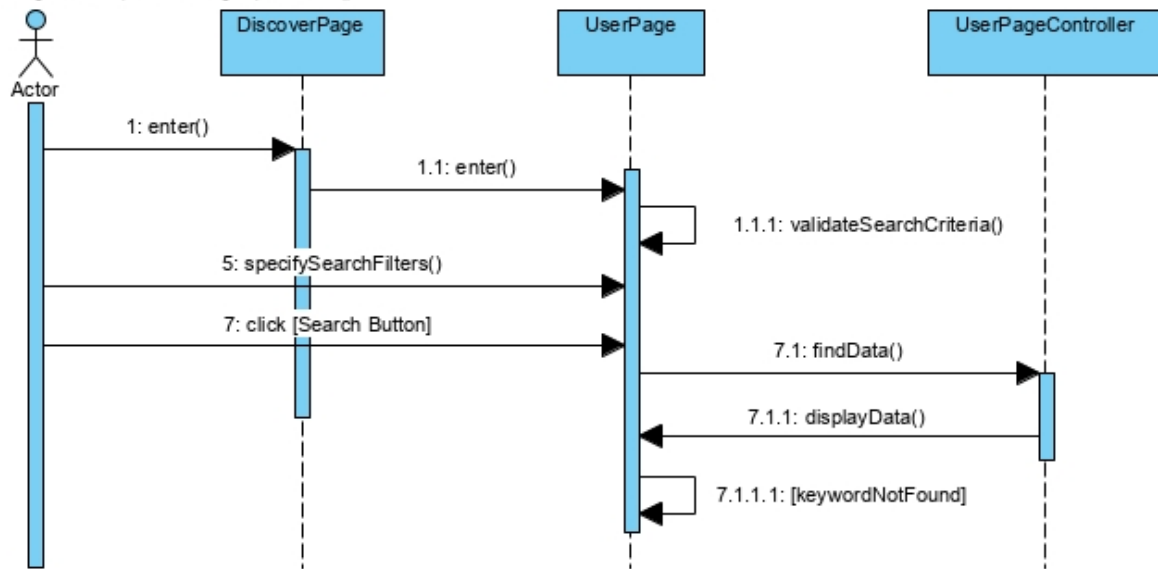 DiscoverPage
UserPage
UserPageController
Actor
1: enter()
1.1: enter()
1.1.1: validateSearchCriteria()
5: specifySearchFilters()
7: click [Search Button]
7.1: findData()
7.1.1: displayData()
7.1.1.1: [keywordNotFound]